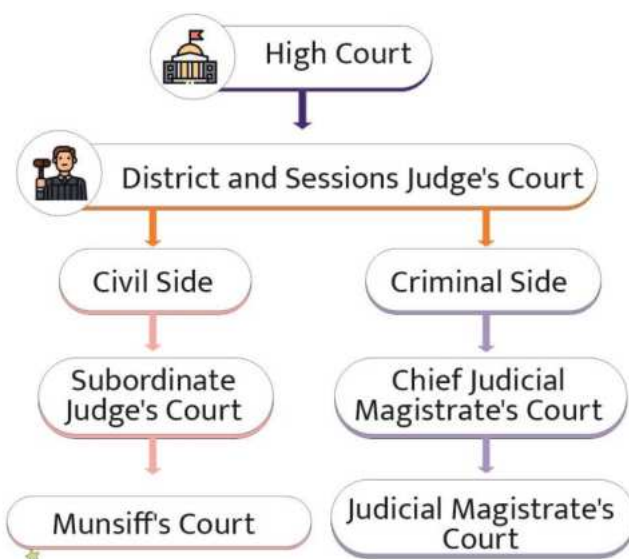 High Court
District and Sessions Judge's Court
Civil Side
Criminal Side
Subordinate
Judge's Court
Chief Judicial
Magistrate's Court
Munsiff's Court
Judicial Magistrate's
Court